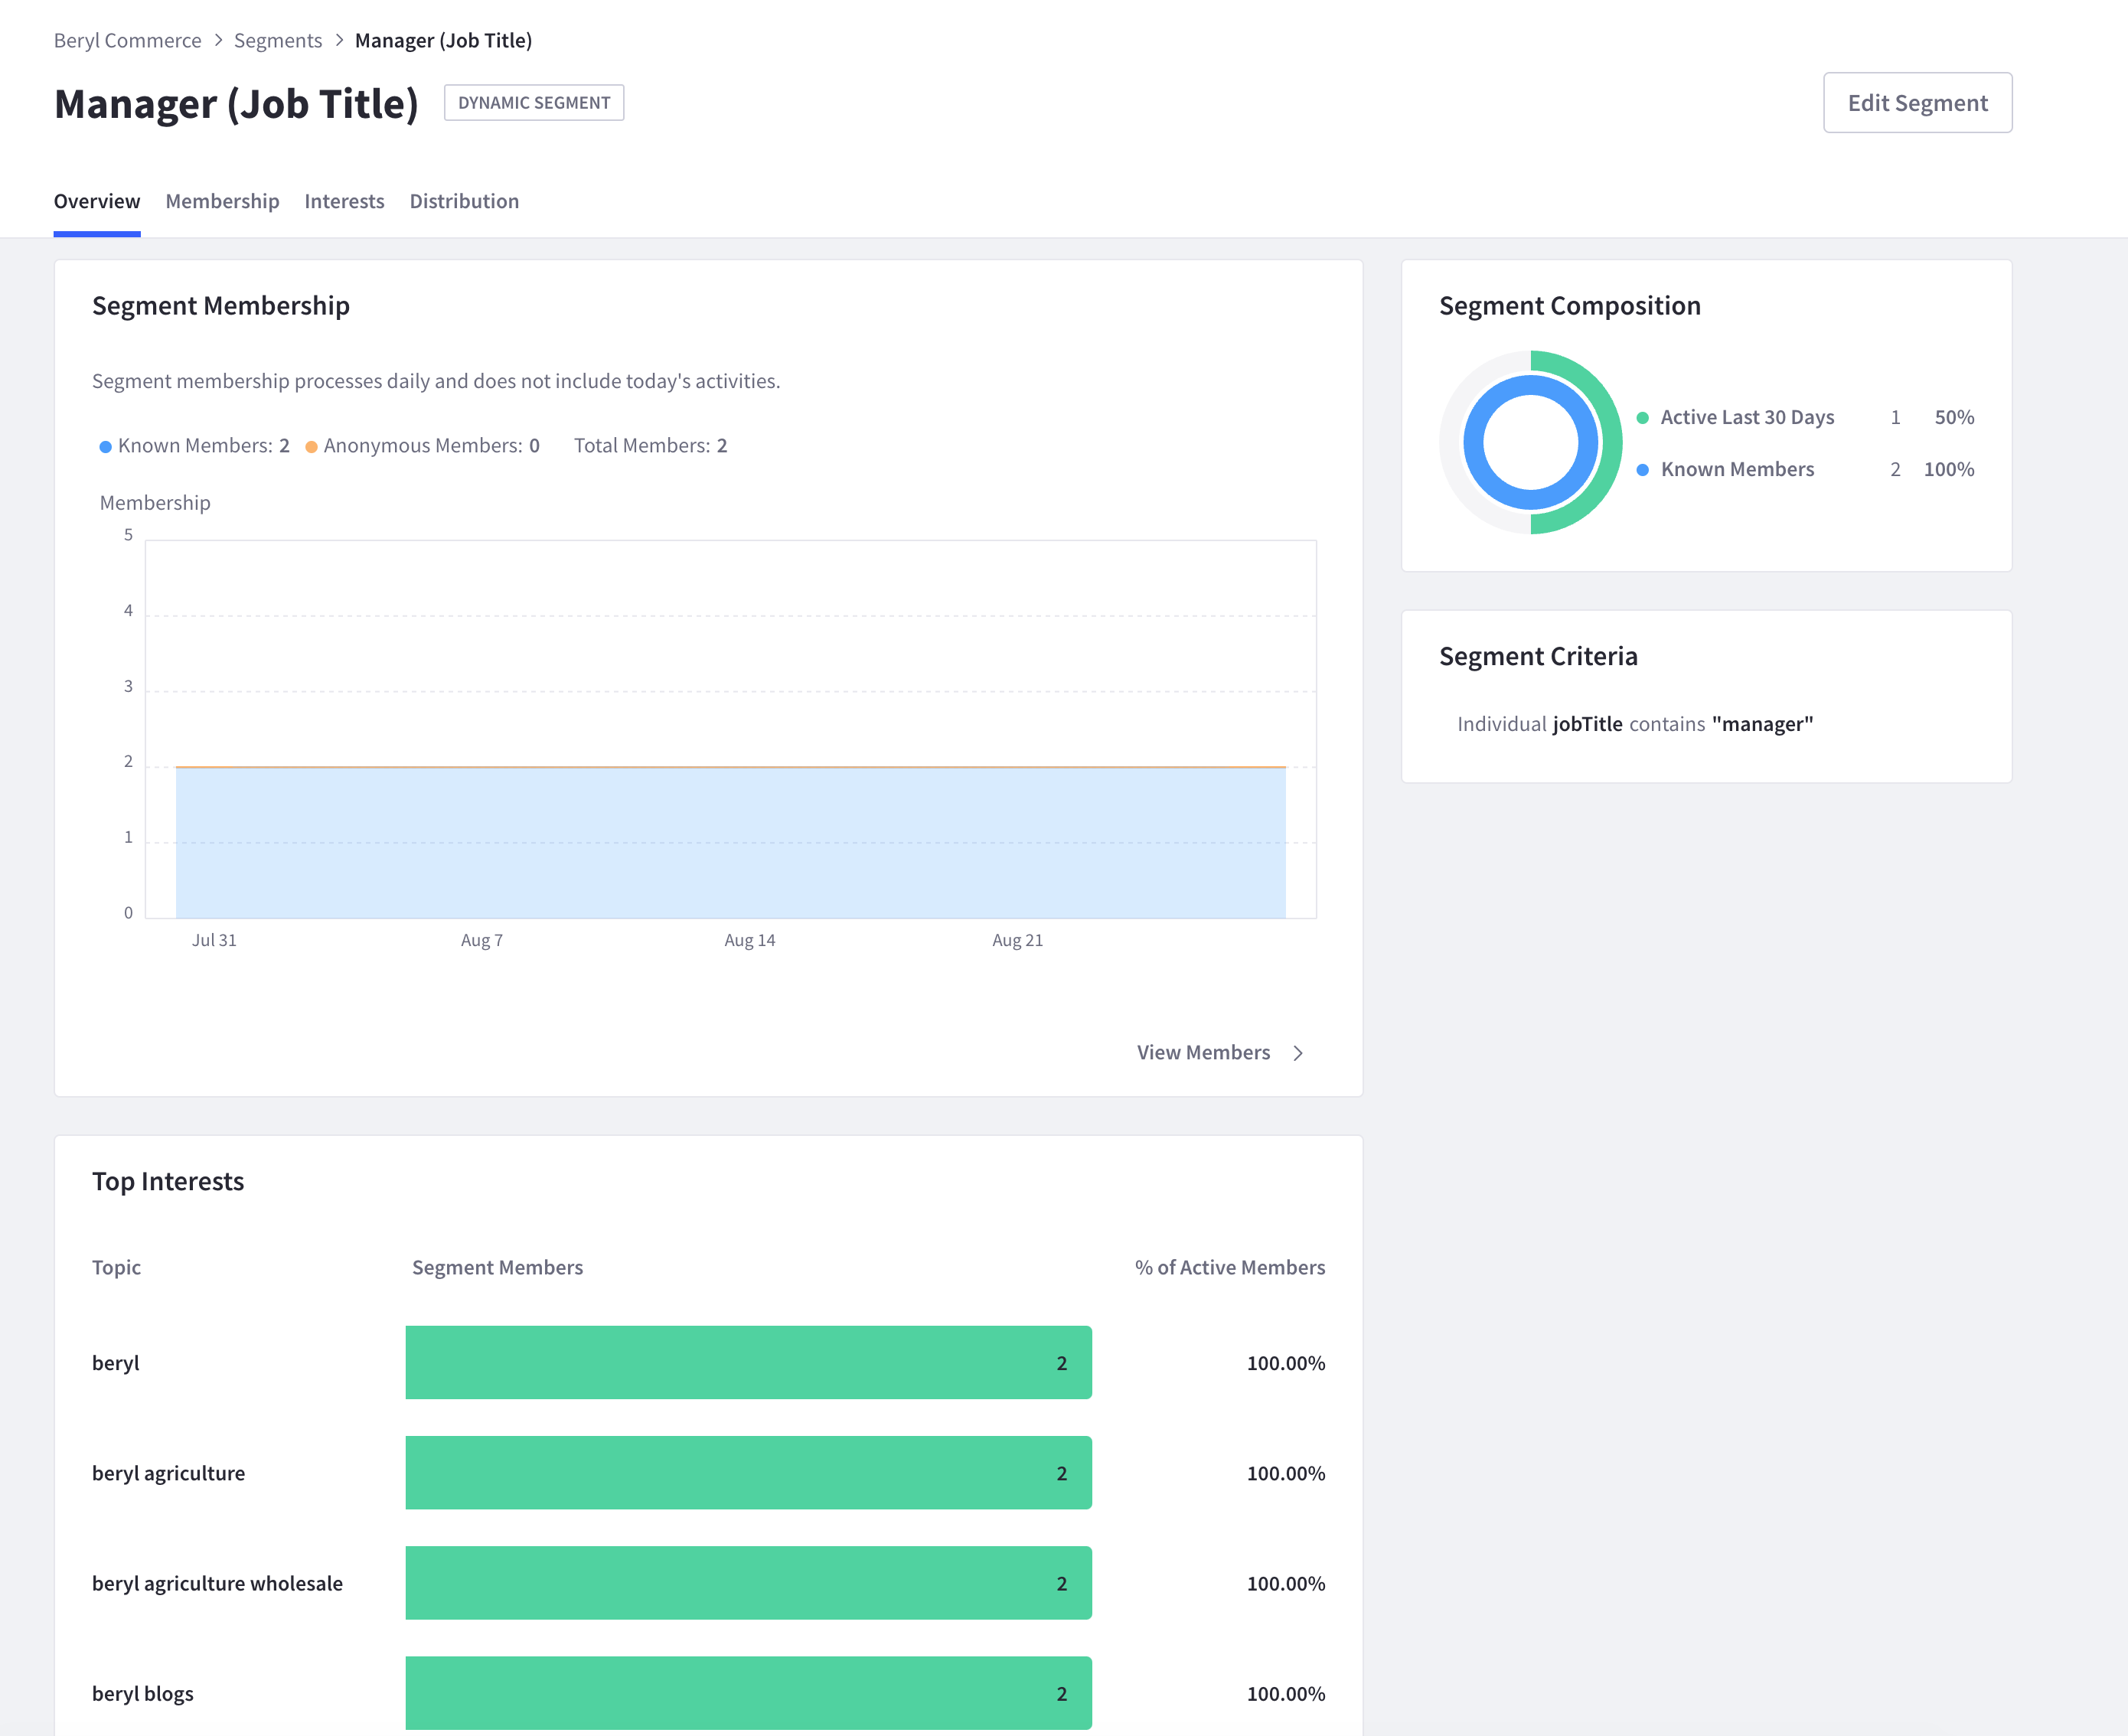 Beryl Commerce > Segments > Manager (Job Title)
Manager (Job Title) DYNAMIC SEGMENT
Edit Segment
Overview Membership Interests Distribution
Segment Membership
Segment membership processes daily and does not include today's activities.
Known Members: 2 Anonymous Members: 0 Total Members: 2
Membership
5
4
3
2
1
0
Jul 31 Aug 7 Aug 14 Aug 21
View Members >
Segment Composition
Active Last 30 Days 1 50%
Known Members 2 100%
Segment Criteria
Individual jobTitle contains "manager"
Top Interests
Topic Segment Members % of Active Members
beryl 2 100.00%
beryl agriculture 2 100.00%
beryl agriculture wholesale 2 100.00%
beryl blogs 2 100.00%